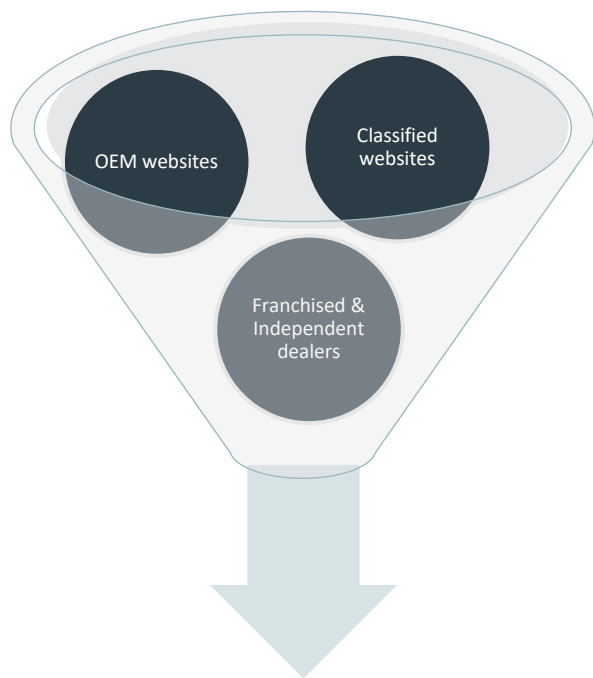 OEM websites
Classified
websites
Franchised &
Independent
dealers